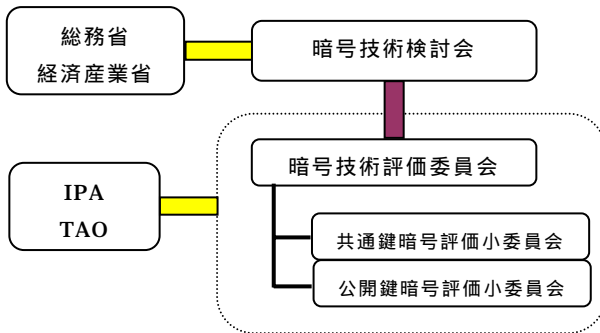 総務省
経済産業省
暗号技術検討会
暗号技術評価委員会
IPA
TAO
共通鍵暗号評価小委員会
公開鍵暗号評価小委員会